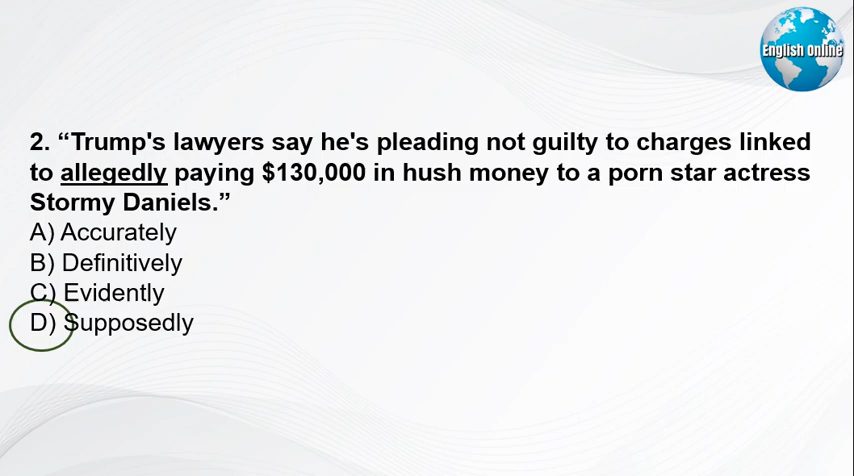 English Online
2. “Trump's lawyers say he's pleading not guilty to charges linked
to allegedly paying $130,000 in hush money to a porn star actress
Stormy Daniels.”
A) Accurately
B) Definitively
C) Evidently
D) Supposedly